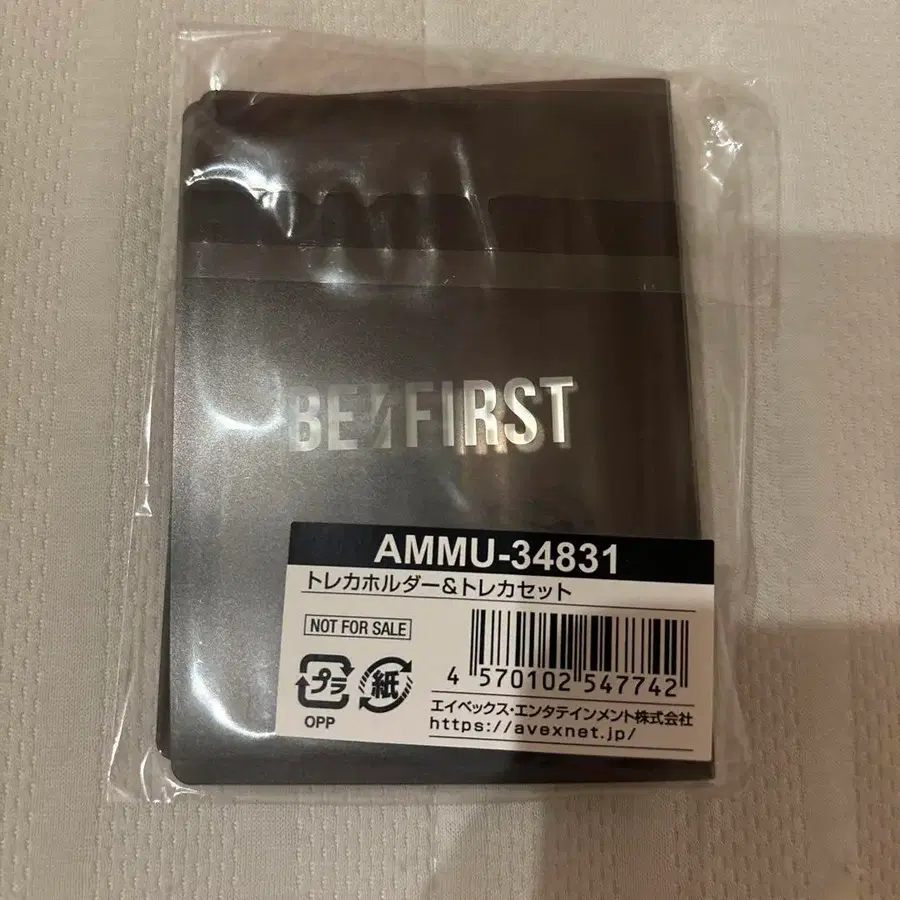 BE:FIRST
AMMU-34831
トレカホルダー&トレカセット
NOT FOR SALE
プラ
紙
OPP
4 570102 547742
エイベックス・エンタテインメント株式会社
https://avexnet.jp/